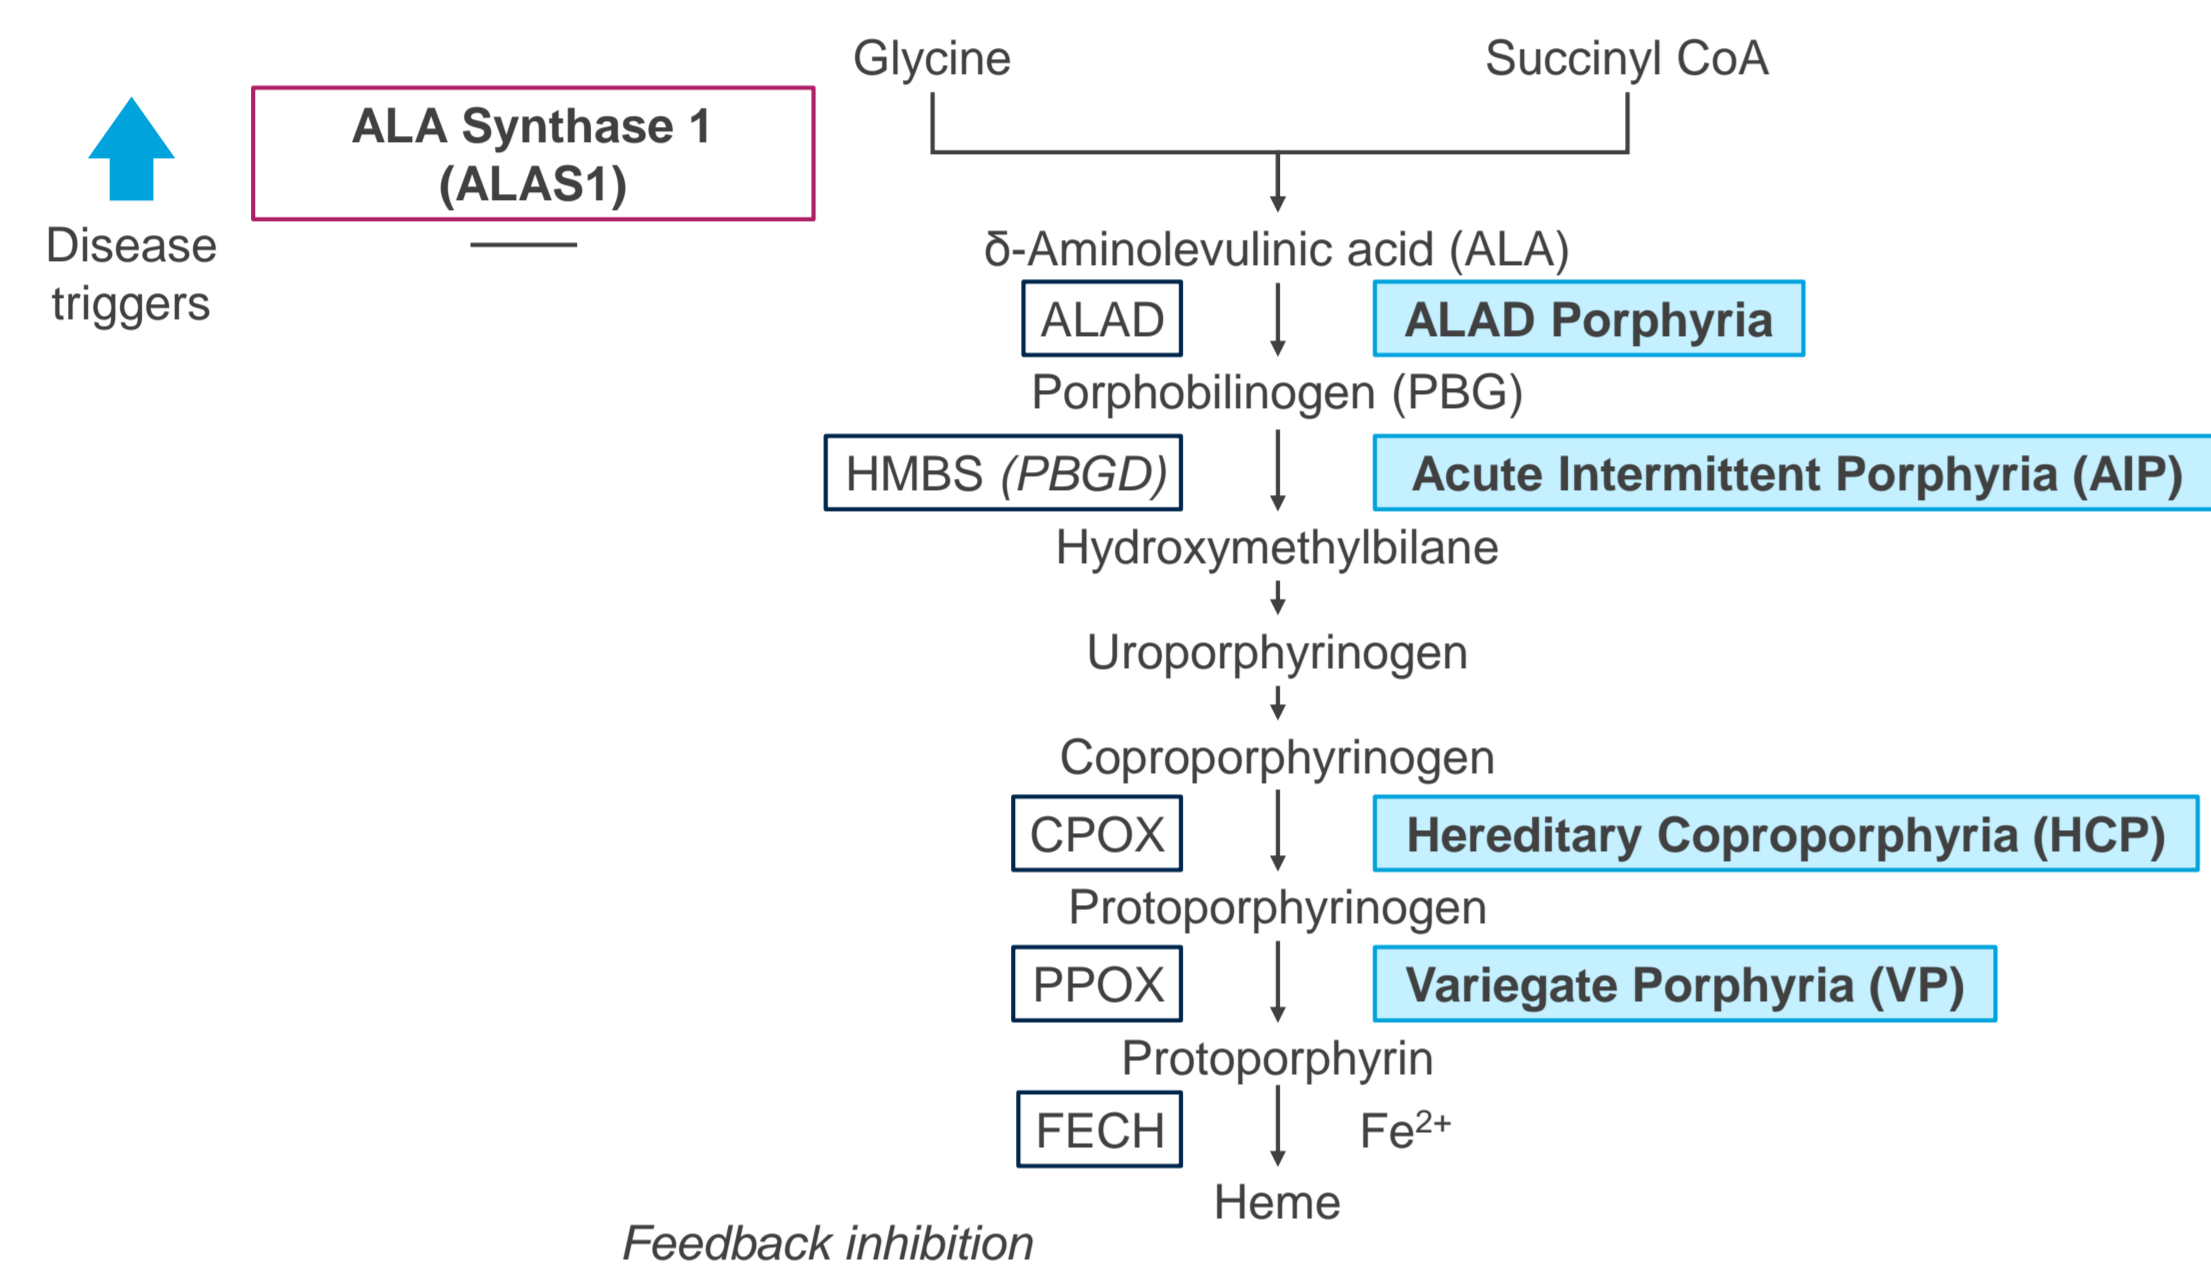 Glycine
Succinyl CoA
ALA Synthase 1
(ALAS1)
Disease
triggers
δ-Aminolevulinic acid (ALA)
ALAD
ALAD Porphyria
Porphobilinogen (PBG)
HMBS (PBGD)
Acute Intermittent Porphyria (AIP)
Hydroxymethylbilane
Uroporphyrinogen
Coproporphyrinogen
CPOX
Hereditary Coproporphyria (HCP)
Protoporphyrinogen
PPOX
Variegate Porphyria (VP)
Protoporphyrin
FECH
Fe²⁺
Heme
Feedback inhibition